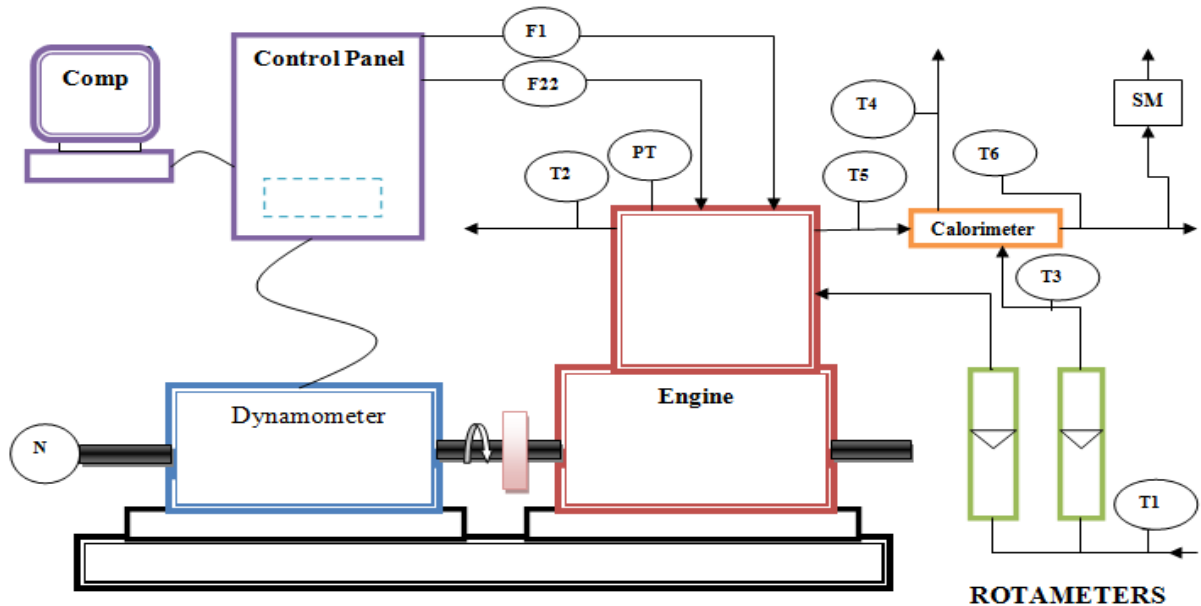 F1
Control Panel
Comp
F22
T4
SM
PT
T2
T5
T6
Calorimeter
T3
Engine
Dynamometer
N
T1
ROTAMETERS